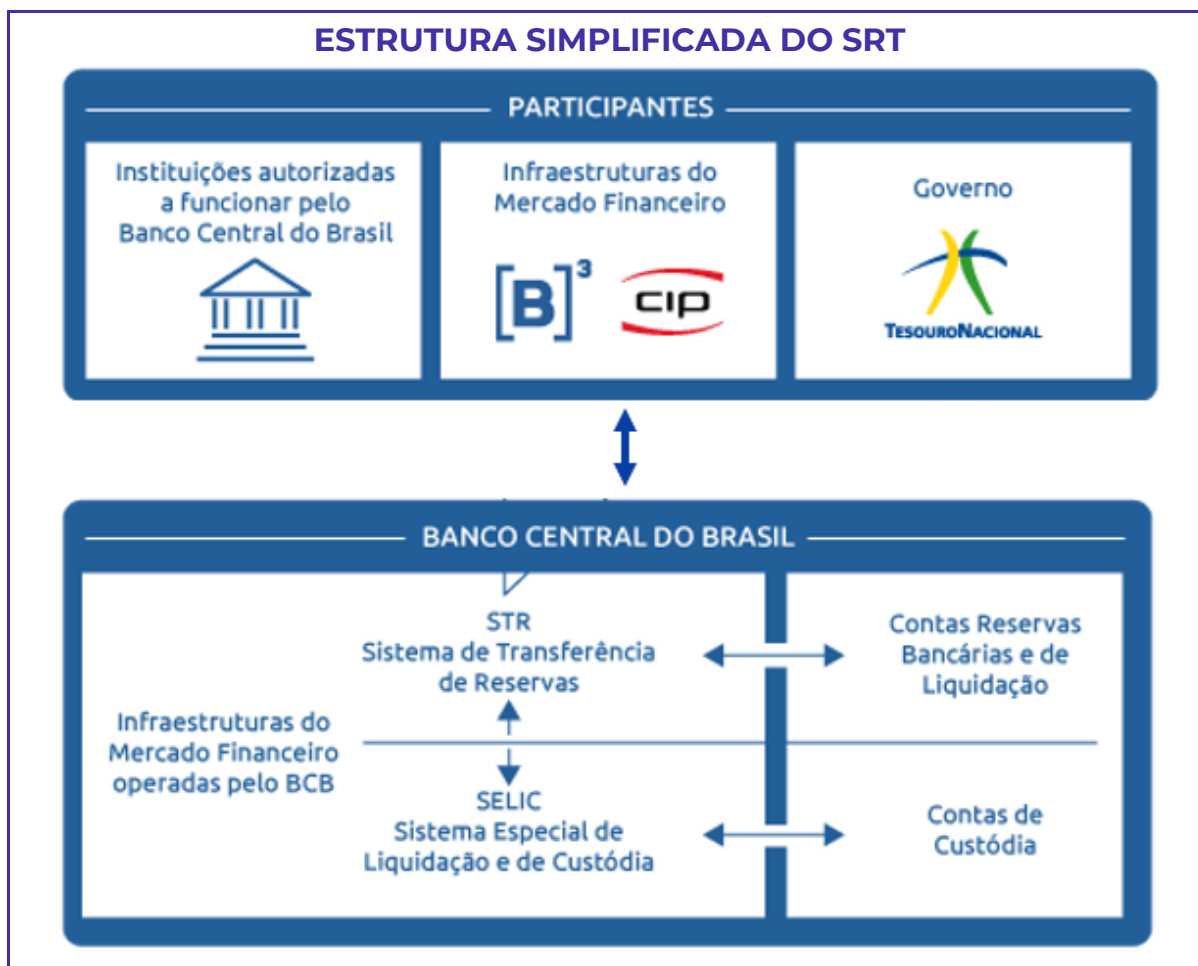 ESTRUTURA SIMPLIFICADA DO SRT
PARTICIPANTES
Instituições autorizadas
a funcionar pelo
Banco Central do Brasil
Infraestruturas do
Mercado Financeiro
[B]³
CIP
Governo
TESOURONACIONAL
BANCO CENTRAL DO BRASIL
Infraestruturas do
Mercado Financeiro
operadas pelo BCB
STR
Sistema de Transferência
de Reservas
SELIC
Sistema Especial de
Liquidação e de Custódia
Contas Reservas
Bancárias e de
Liquidação
Contas de
Custódia